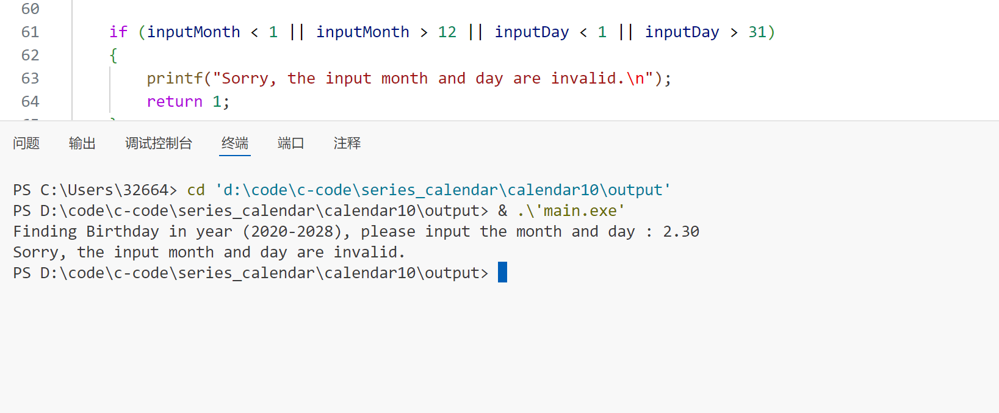 60
61 if (inputMonth < 1 || inputMonth > 12 || inputDay < 1 || inputDay > 31)
62 {
63 printf("Sorry, the input month and day are invalid.\n");
64 return 1;
问题 输出 调试控制台 终端 端口 注释
PS C:\Users\32664> cd 'd:\code\c-code\series_calendar\calendar10\output'
PS D:\code\c-code\series_calendar\calendar10\output> & .\'main.exe'
Finding Birthday in year (2020-2028), please input the month and day : 2.30
Sorry, the input month and day are invalid.
PS D:\code\c-code\series_calendar\calendar10\output>